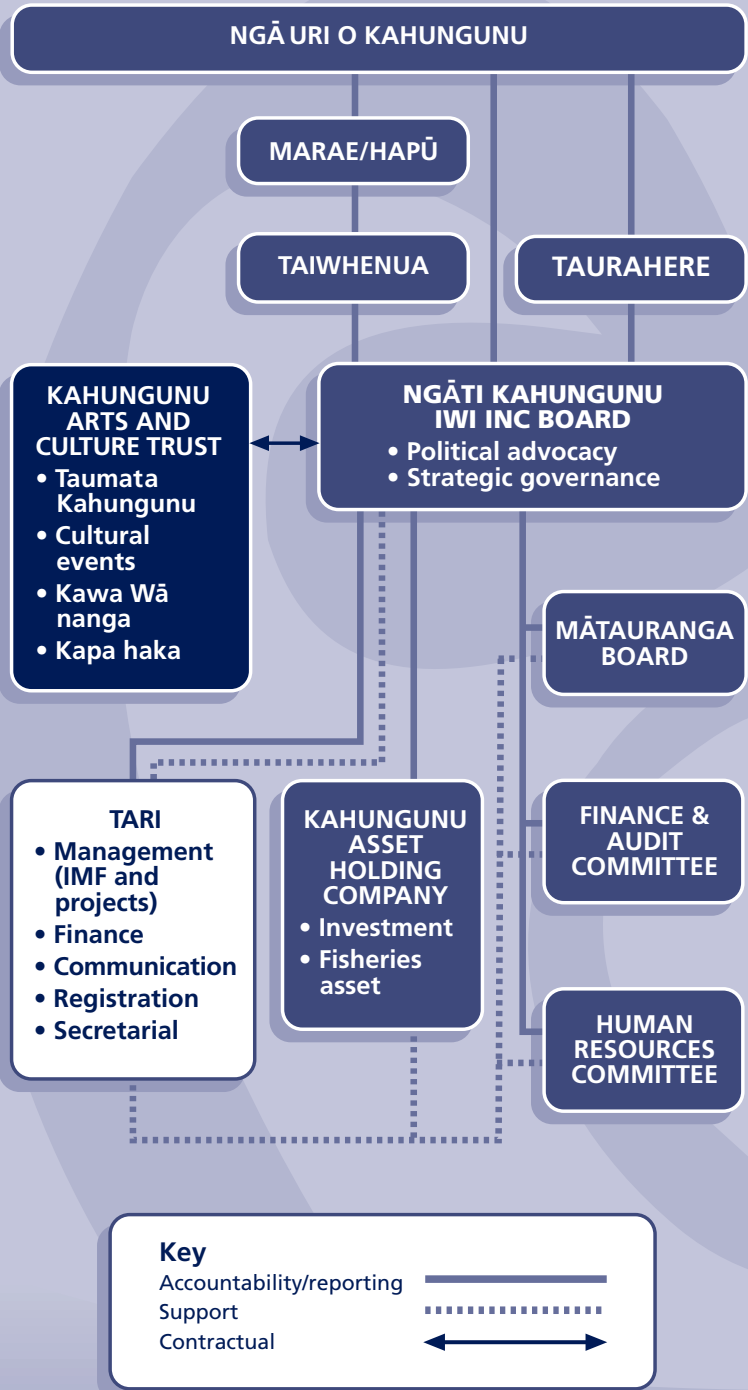 NGĀ URI O KAHUNGUNU
MARAE/HAPŪ
TAIWHENUA
TAURAHERE
KAHUNGUNU
ARTS AND
CULTURE TRUST
• Taumata
Kahungunu
• Cultural
events
• Kawa Wā
nanga
• Kapa haka
NGĀTI KAHUNGUNU
IWI INC BOARD
• Political advocacy
• Strategic governance
MĀTAURANGA
BOARD
TARI
• Management
(IMF and
projects)
• Finance
• Communication
• Registration
• Secretarial
KAHUNGUNU
ASSET
HOLDING
COMPANY
• Investment
• Fisheries
asset
FINANCE &
AUDIT
COMMITTEE
HUMAN
RESOURCES
COMMITTEE
Key
Accountability/reporting
Support
Contractual